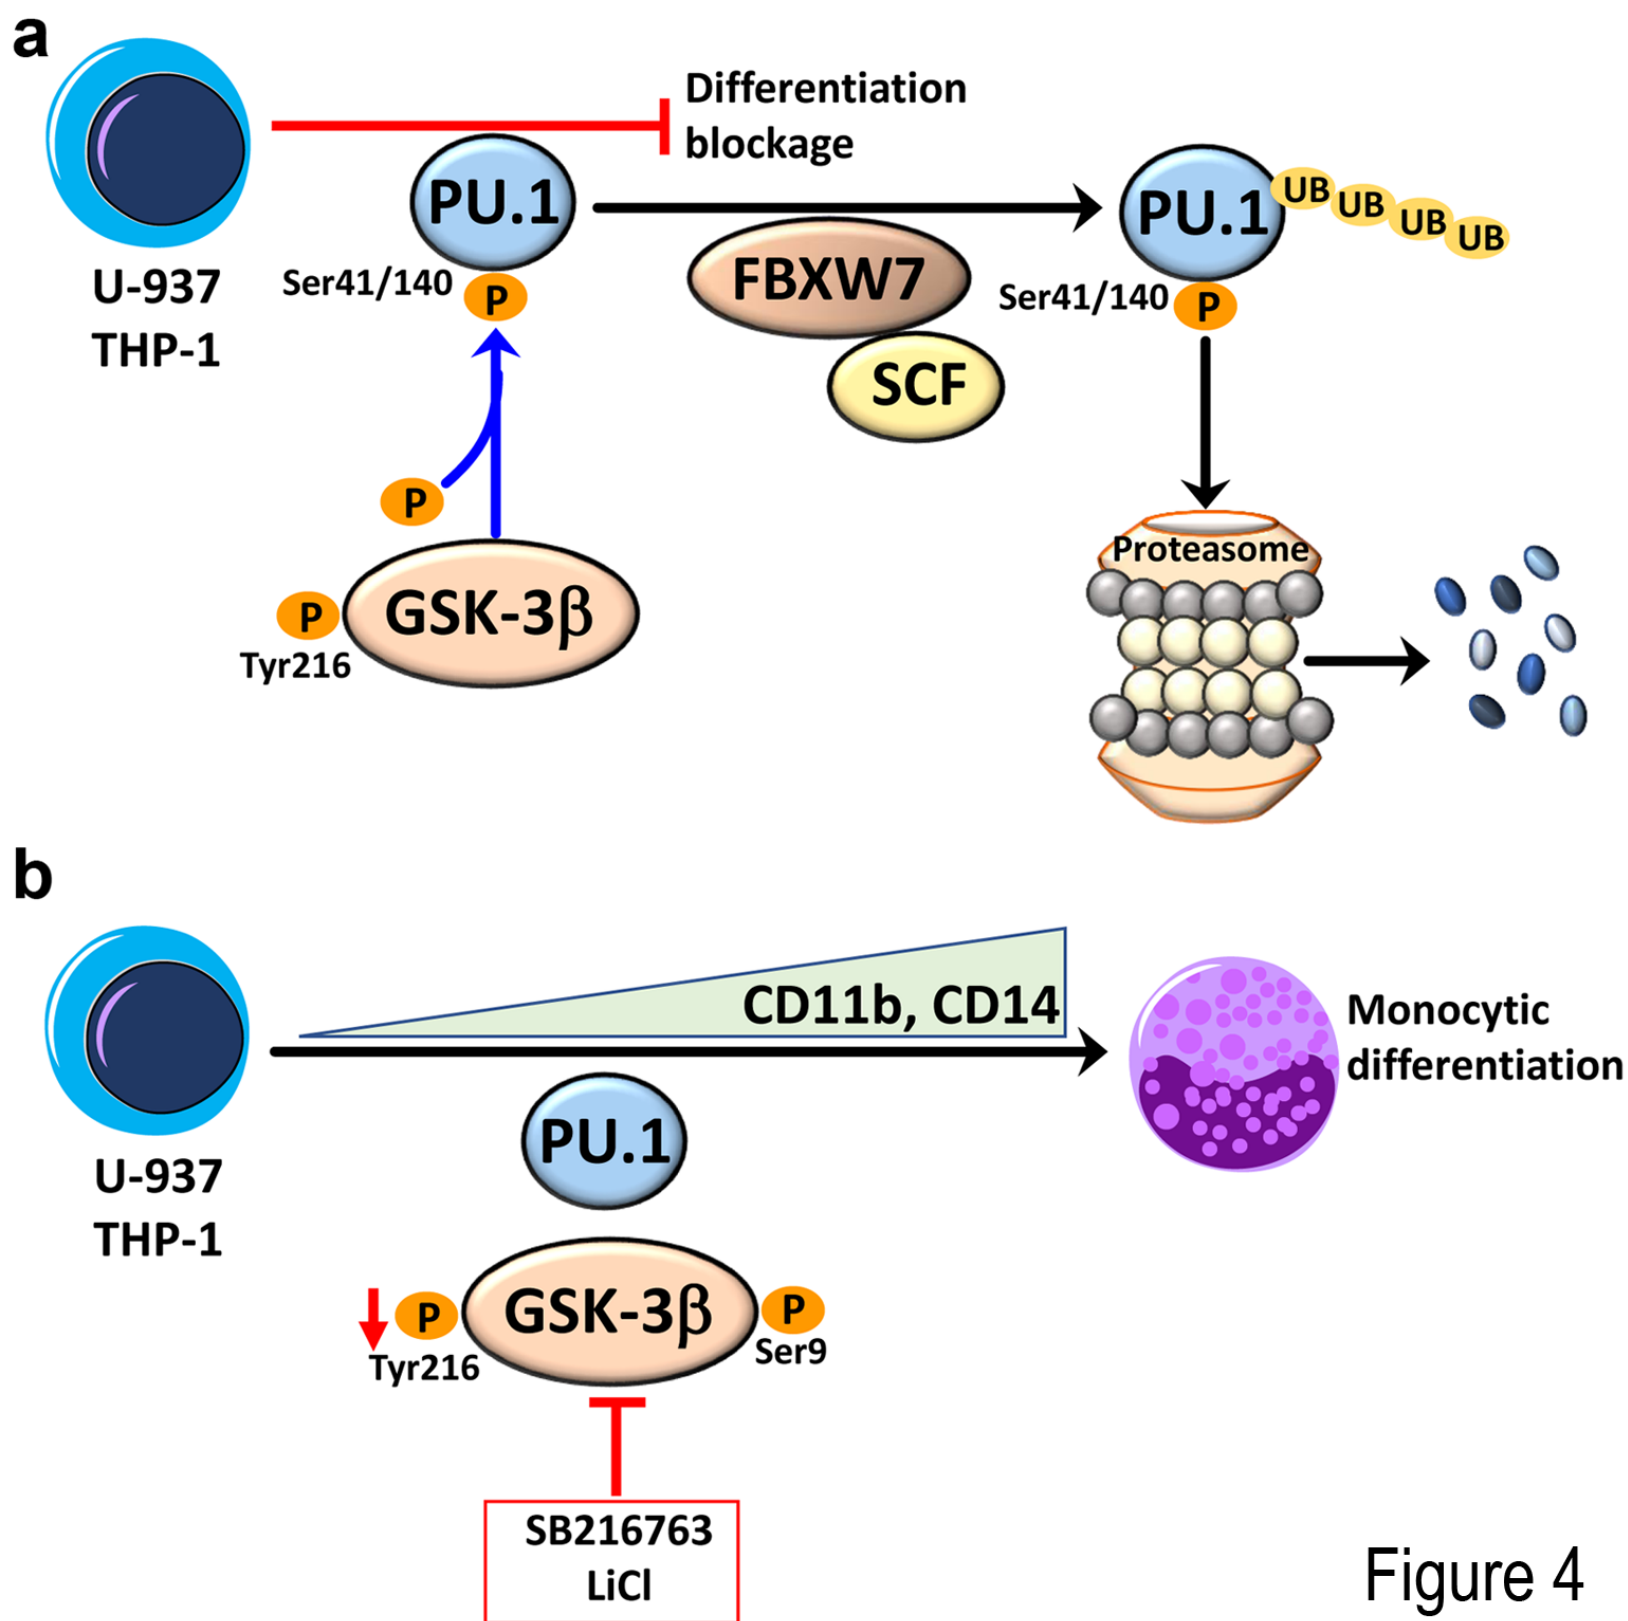 a
Differentiation
blockage
PU.1
PU.1
UB
UB
UB
UB
U-937
THP-1
Ser41/140
P
FBXW7
Ser41/140
P
SCF
P
GSK-3β
P
Tyr216
Proteasome
b
CD11b, CD14
Monocytic
differentiation
U-937
THP-1
PU.1
GSK-3β
P
Tyr216
P
Ser9
SB216763
LiCl
Figure 4